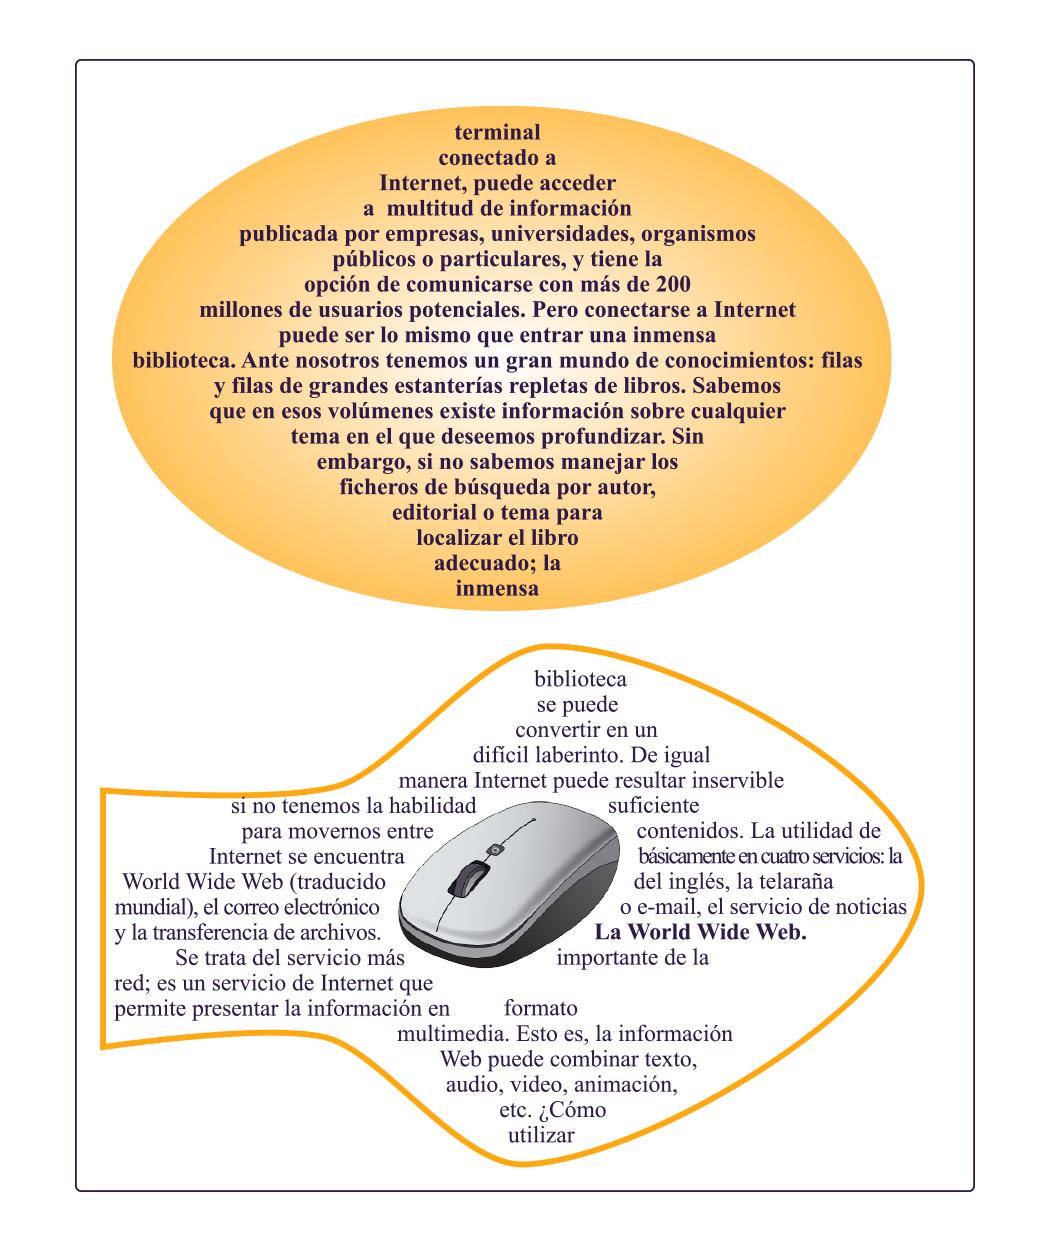 terminal
conectado a
Internet, puede acceder
a multitud de información
publicada por empresas, universidades, organismos
públicos o particulares, y tiene la
opción de comunicarse con más de 200
millones de usuarios potenciales. Pero conectarse a Internet
puede ser lo mismo que entrar una inmensa
biblioteca. Ante nosotros tenemos un gran mundo de conocimientos: filas
y filas de grandes estanterías repletas de libros. Sabemos
que en esos volúmenes existe información sobre cualquier
tema en el que deseemos profundizar. Sin
embargo, si no sabemos manejar los
ficheros de búsqueda por autor,
editorial o tema para
localizar el libro
adecuado; la
inmensa
biblioteca
se puede
convertir en un
difícil laberinto. De igual
manera Internet puede resultar inservible
si no tenemos la habilidad suficiente
para movernos entre contenidos. La utilidad de
Internet se encuentra básicamente en cuatro servicios: la
World Wide Web (traducido del inglés, la telaraña
mundial), el correo electrónico o e-mail, el servicio de noticias
y la transferencia de archivos. La World Wide Web.
Se trata del servicio más importante de la
red; es un servicio de Internet que
permite presentar la información en formato
multimedia. Esto es, la información
Web puede combinar texto,
audio, video, animación,
etc. ¿Cómo
utilizar